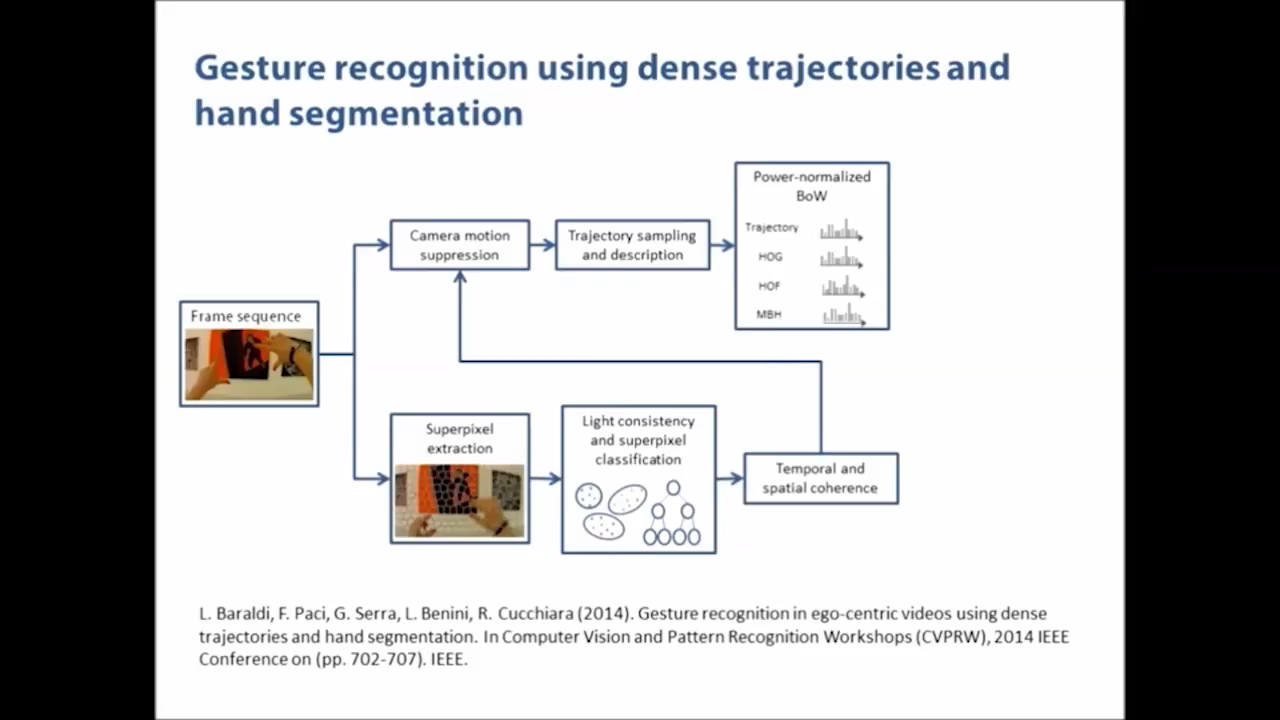 Gesture recognition using dense trajectories and
hand segmentation
Power-normalized
BoW
Trajectory
HOG
HOF
MBH
Camera motion
suppression
Trajectory sampling
and description
Frame sequence
Superpixel
extraction
Light consistency
and superpixel
classification
Temporal and
spatial coherence
L. Baraldi, F. Paci, G. Serra, L. Benini, R. Cucchiara (2014). Gesture recognition in ego-centric videos using dense
trajectories and hand segmentation. In Computer Vision and Pattern Recognition Workshops (CVPRW), 2014 IEEE
Conference on (pp. 702-707). IEEE.